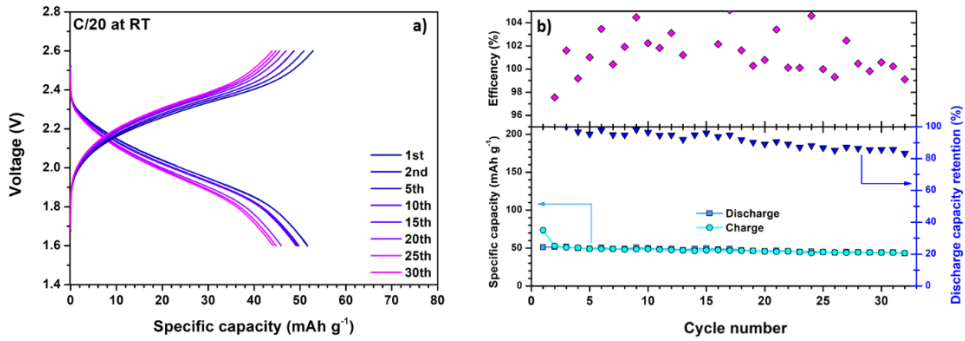 C/20 at RT
a)
Voltage (V)
2.8
2.6
2.4
2.2
2.0
1.8
1.6
1.4
1st
2nd
5th
10th
15th
20th
25th
30th
0 10 20 30 40 50 60 70 80
Specific capacity (mAh g⁻¹)
b)
Efficency (%)
104
102
100
98
96
Specific capacity (mAh g⁻¹)
200
150
100
50
0
Discharge
Charge
100
80
60
40
20
0
Discharge capacity retention (%)
0 5 10 15 20 25 30
Cycle number